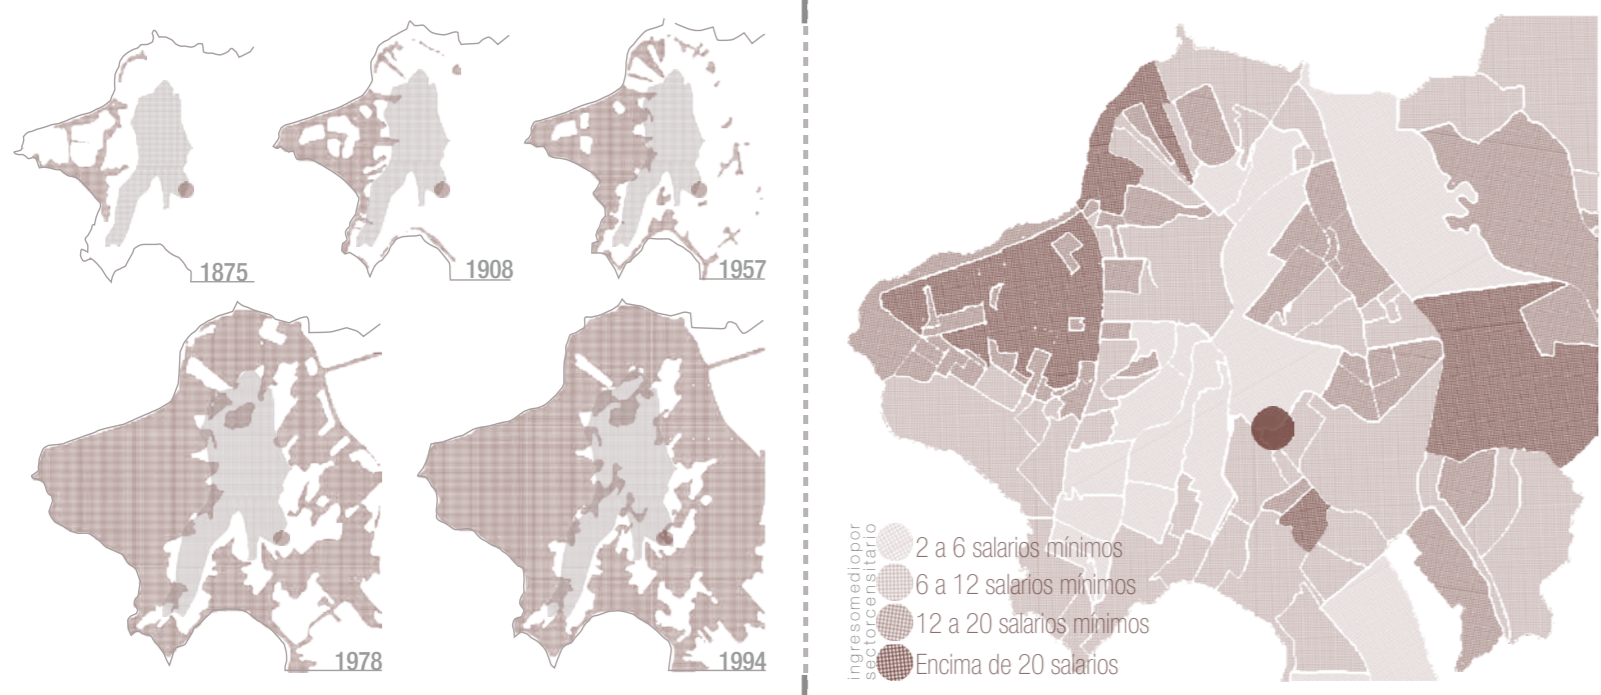 1875
1908
1957
1978
1994
ingresomediopor
sectorcensitario
2 a 6 salarios mínimos
6 a 12 salarios mínimos
12 a 20 salarios mínimos
Encima de 20 salarios